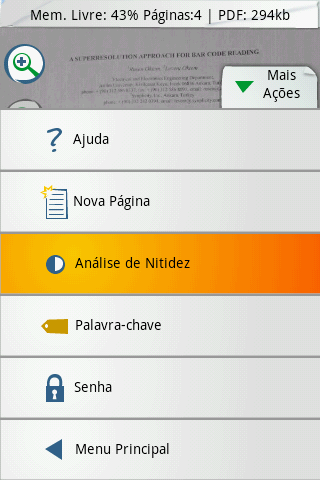 Mem. Livre: 43% Páginas:4 | PDF: 294kb
A SUPERRESOLUTION APPROACH FOR BAR CODE READING
Mais
Ações
Ajuda
Nova Página
Análise de Nitidez
Palavra-chave
Senha
Menu Principal